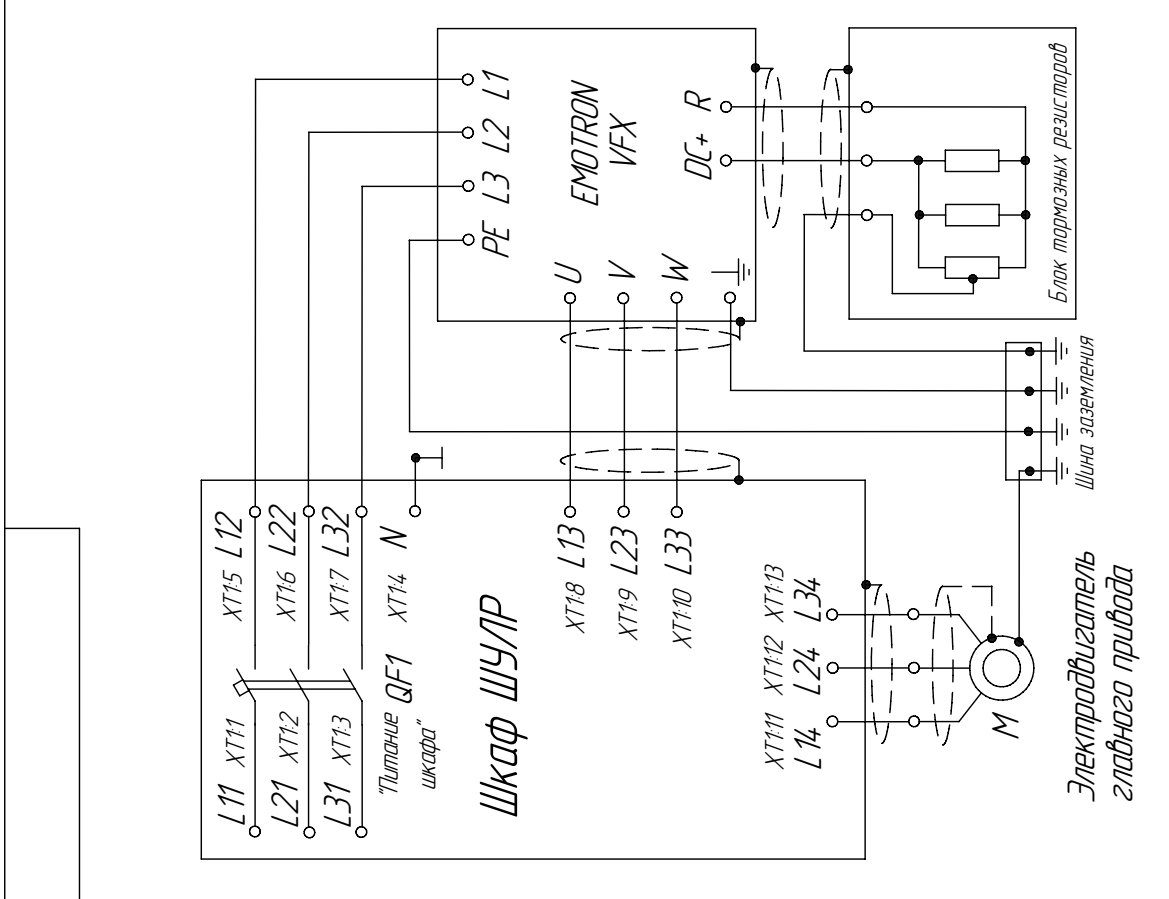 L11 XT1:1
L21 XT1:2
L31 XT1:3
XT1:5 L12
XT1:6 L22
XT1:7 L32
XT1:4 N
"Питание QF1
шкафа"
Шкаф ШУЛР
XT1:8 L13
XT1:9 L23
XT1:10 L33
XT1:11
L14
XT1:12
L24
XT1:13
L34
L1
L2
L3
PE
EMOTRON
VFX
U
V
W
R
DC+
Блок тормозных резисторов
Шина заземления
M
Электродвигатель
главного привода